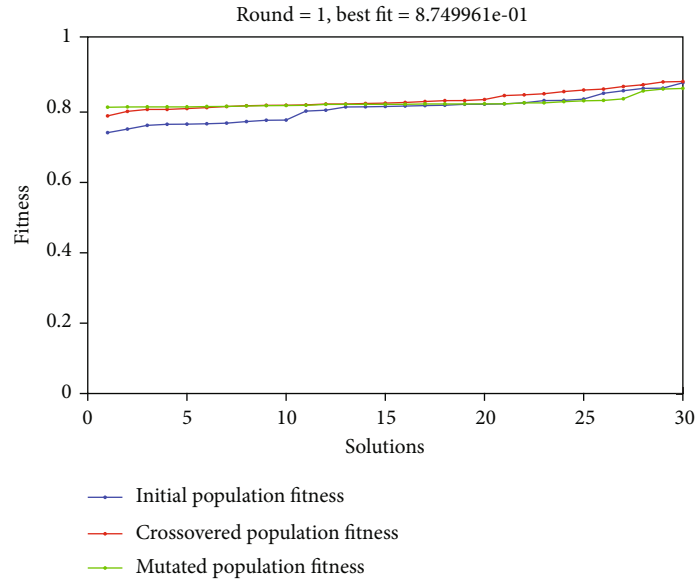 Round = 1, best fit = 8.749961e-01
1
0.8
0.6
0.4
0.2
0
Fitness
0 5 10 15 20 25 30
Solutions
Initial population fitness
Crossovered population fitness
Mutated population fitness